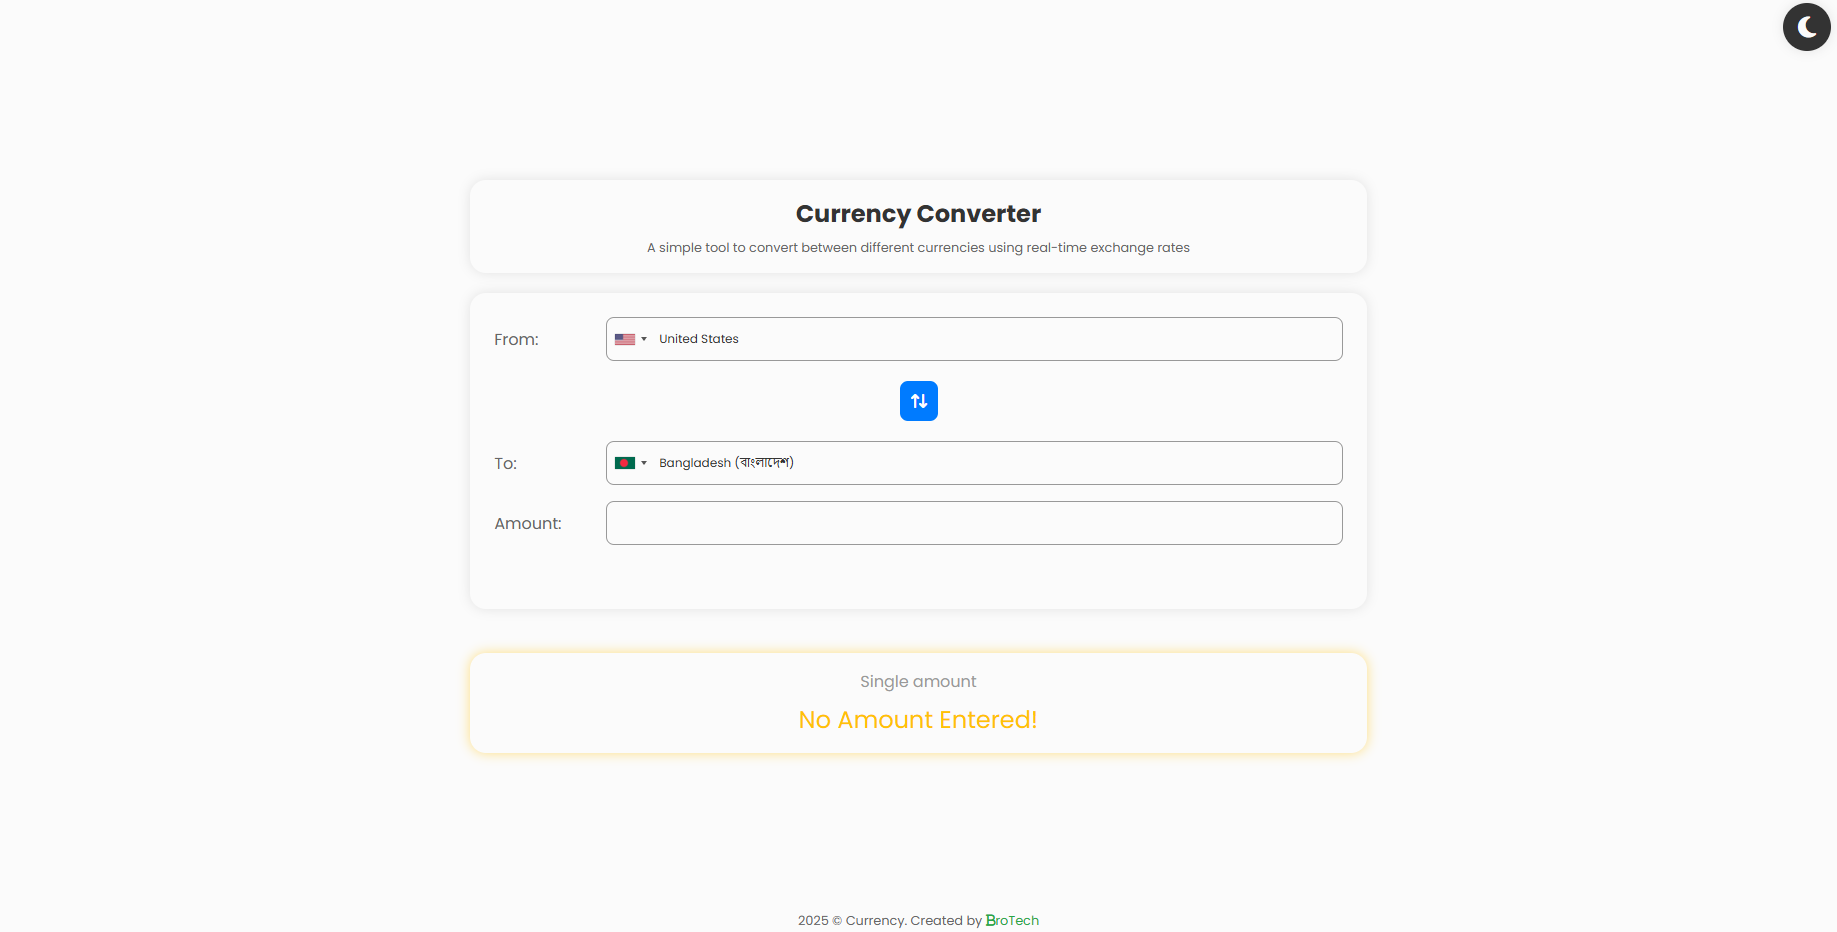 Currency Converter
A simple tool to convert between different currencies using real-time exchange rates
From:
United States
To:
Bangladesh (বাংলাদেশ)
Amount:
Single amount
No Amount Entered!
2025 © Currency. Created by BroTech